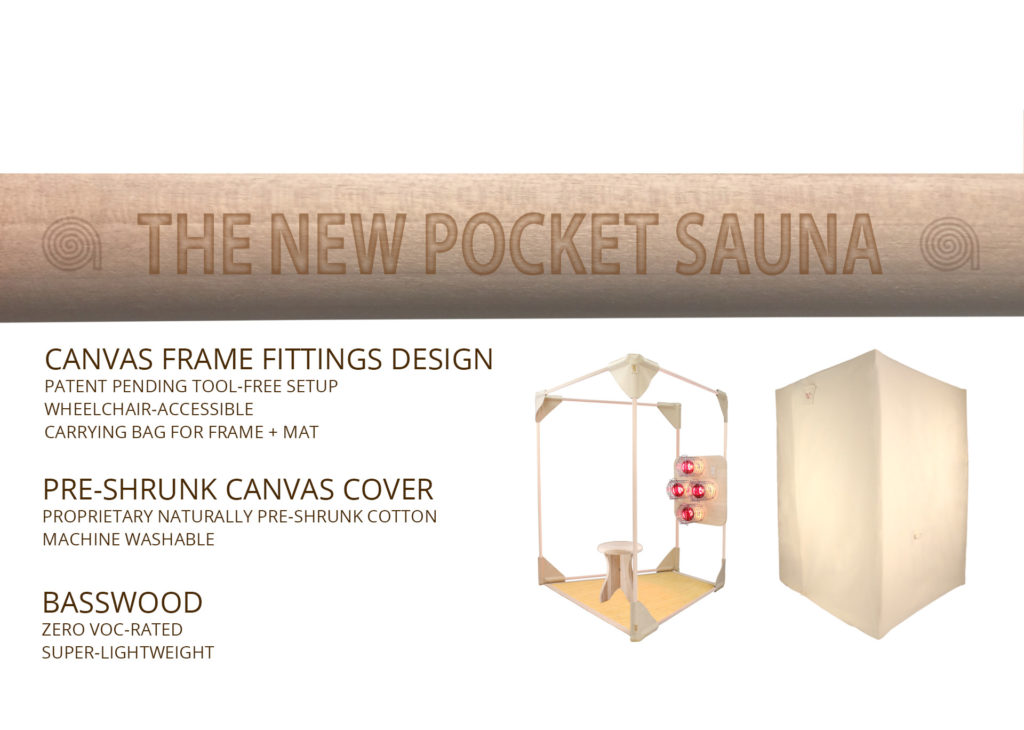 THE NEW POCKET SAUNA
CANVAS FRAME FITTINGS DESIGN
PATENT PENDING TOOL-FREE SETUP
WHEELCHAIR-ACCESSIBLE
CARRYING BAG FOR FRAME + MAT
PRE-SHRUNK CANVAS COVER
PROPRIETARY NATURALLY PRE-SHRUNK COTTON
MACHINE WASHABLE
BASSWOOD
ZERO VOC-RATED
SUPER-LIGHTWEIGHT